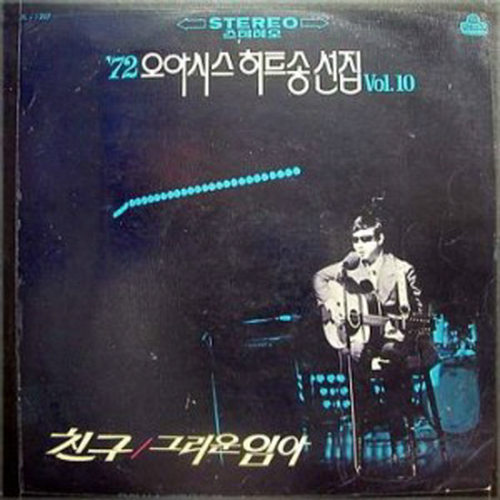 STEREO
스테레오
'72 오아시스 히트송 선집 Vol.10
친구 / 그리운 임아